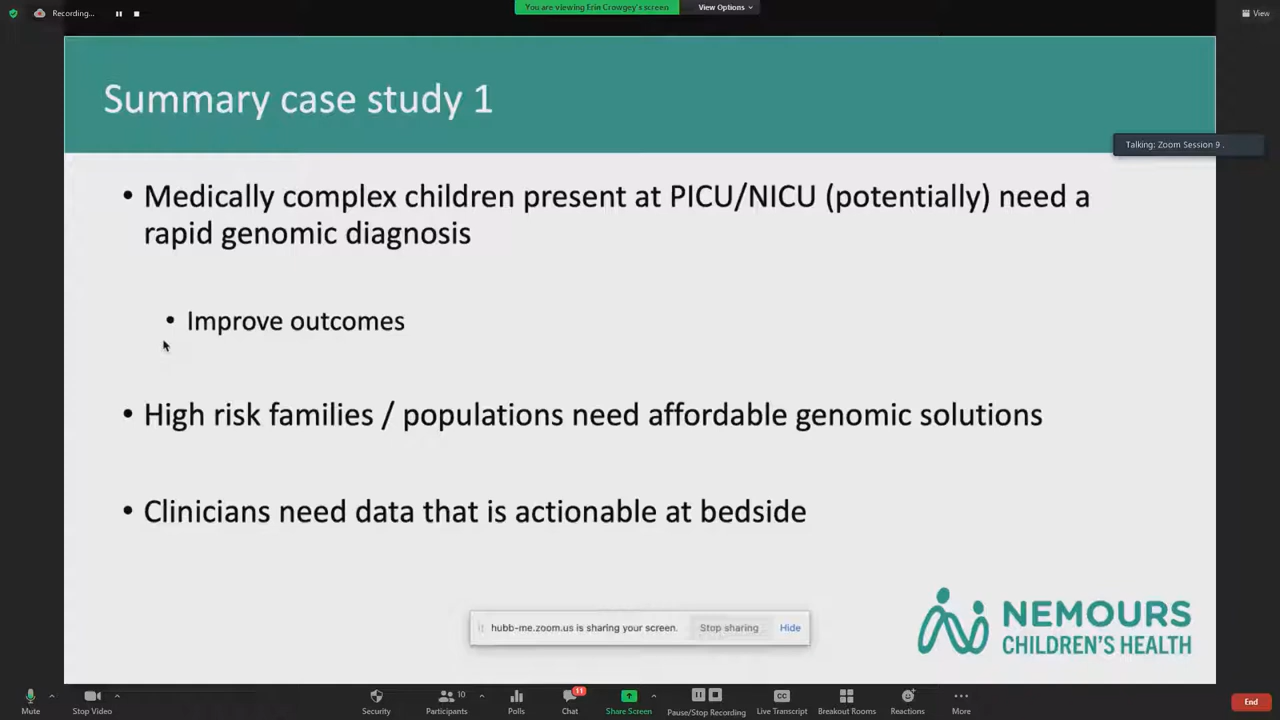 Recording...
You are viewing Erin Crowgey's screen
View Options
View
Summary case study 1
Talking: Zoom Session 9 .
• Medically complex children present at PICU/NICU (potentially) need a
rapid genomic diagnosis
• Improve outcomes
• High risk families / populations need affordable genomic solutions
• Clinicians need data that is actionable at bedside
hubb-me.zoom.us is sharing your screen.
Stop sharing
Hide
NEMOURS
CHILDREN'S HEALTH
Mute
Stop Video
Security
Participants
10
Polls
Chat
11
Share Screen
Pause/Stop Recording
CC
Live Transcript
Breakout Rooms
Reactions
More
End